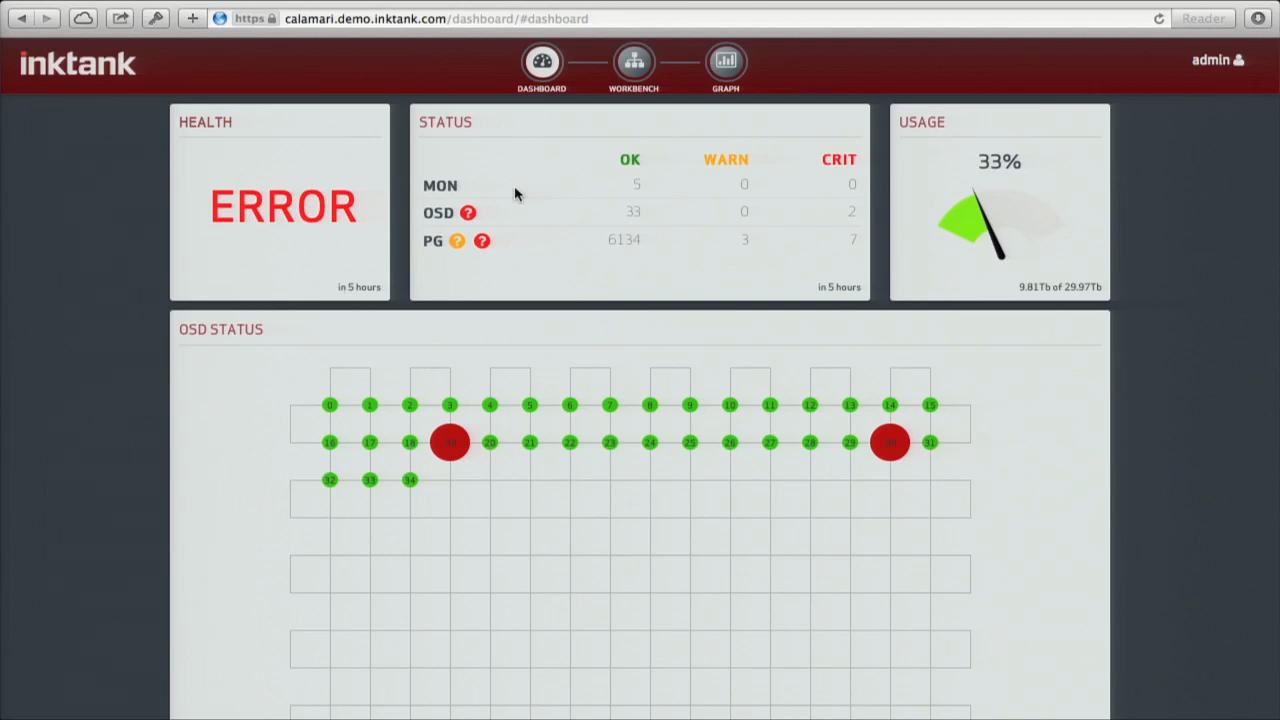 https calamari.demo.inktank.com/dashboard/#dashboard Reader
inktank
DASHBOARD WORKBENCH GRAPH
admin
HEALTH
ERROR
in 5 hours
STATUS
OK WARN CRIT
MON 5 0 0
OSD ? 33 0 2
PG ? ? 6134 3 7
in 5 hours
USAGE
33%
9.81Tb of 29.97Tb
OSD STATUS
0 1 2 3 4 5 6 7 8 9 10 11 12 13 14 15
16 17 18 20 21 22 23 24 25 26 27 28 29 31
32 33 34